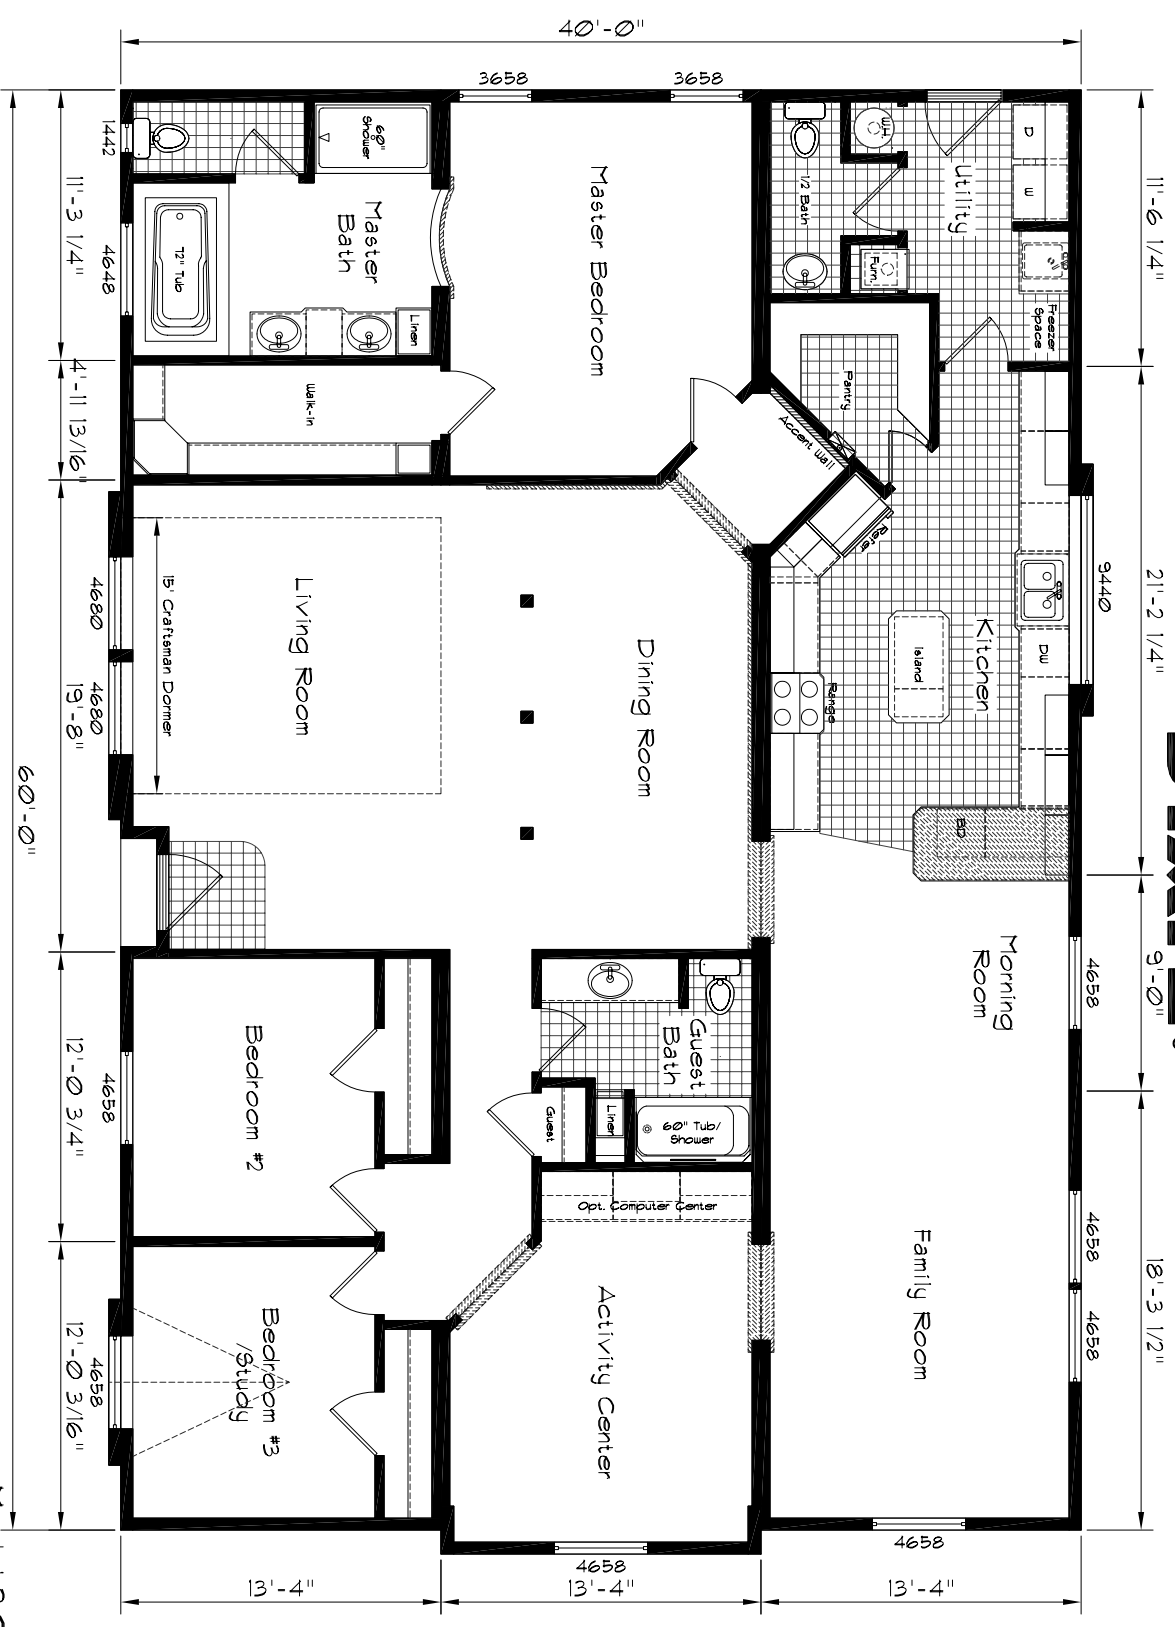 40'-0"
3658
3658
11'-6 1/4"
21'-2 1/4"
9'-0"
18'-3 1/2"
D
E
W.H.
Utility
1/2 Bath
Furn.
Freezer
Space
Pantry
Accent Wall
Refer
Kitchen
Island
DW
9440
Range
BD
Morning
Room
4658
Family Room
4658
4658
4658
Master Bedroom
60"
Shower
Master
Bath
72" Tub
Linen
Walk-in
1442
4648
11'-3 1/4"
4'-11 13/16"
Dining Room
Living Room
15' Craftsman Dormer
4680
4680
19'-8"
60'-0"
Guest
Bath
60" Tub/
Shower
Linen
Guest
Opt. Computer Center
Activity Center
4658
Bedroom #2
4658
12'-0 3/4"
Bedroom #3
/Study
4658
12'-0 3/16"
13'-4"
13'-4"
13'-4"